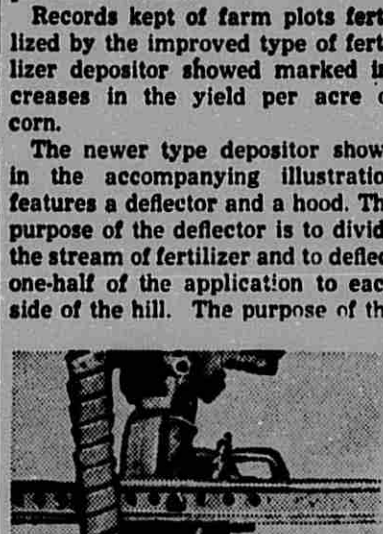 Records kept of farm plots fert
lized by the improved type of fert
lizer depositor showed marked i
creases in the yield per acre
corn.
The newer type depositor show
in the accompanying illustratio
features a deflector and a hood. Th
purpose of the deflector is to divid
the stream of fertilizer and to deflec
one-half of the application to eac
side of the hill. The purpose of th